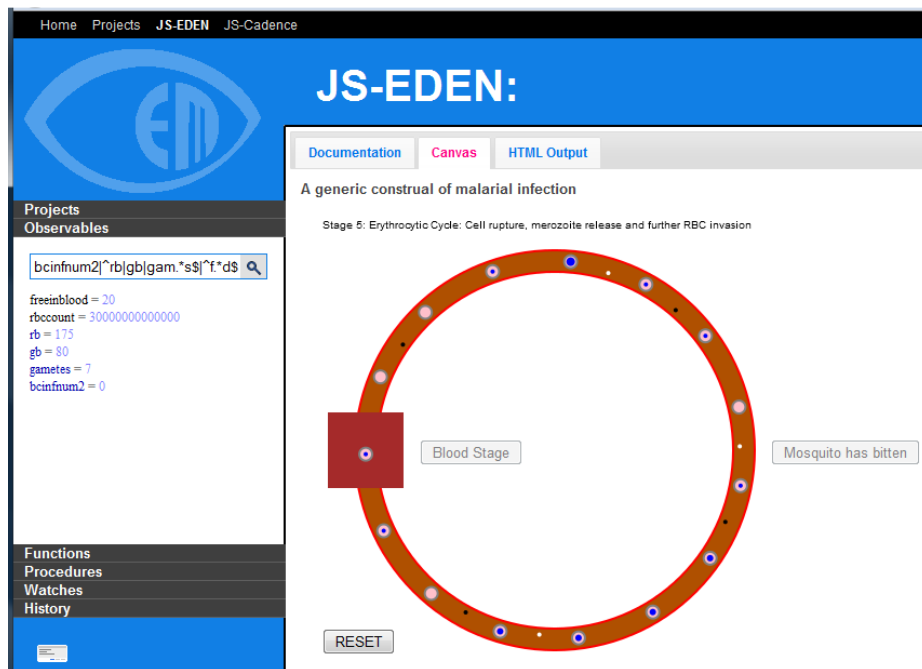 Home Projects JS-EDEN JS-Cadence
EM
JS-EDEN:
Documentation Canvas HTML Output
A generic construal of malarial infection
Projects
Observables
Stage 5: Erythrocytic Cycle: Cell rupture, merozoite release and further RBC invasion
bcinfnum2|^rb|gb|gam.*s$|^f.*d$
freeinblood = 20
rbccount = 30000000000000
rb = 175
gb = 80
gametes = 7
bcinfnum2 = 0
Blood Stage
Mosquito has bitten
Functions
Procedures
Watches
History
RESET